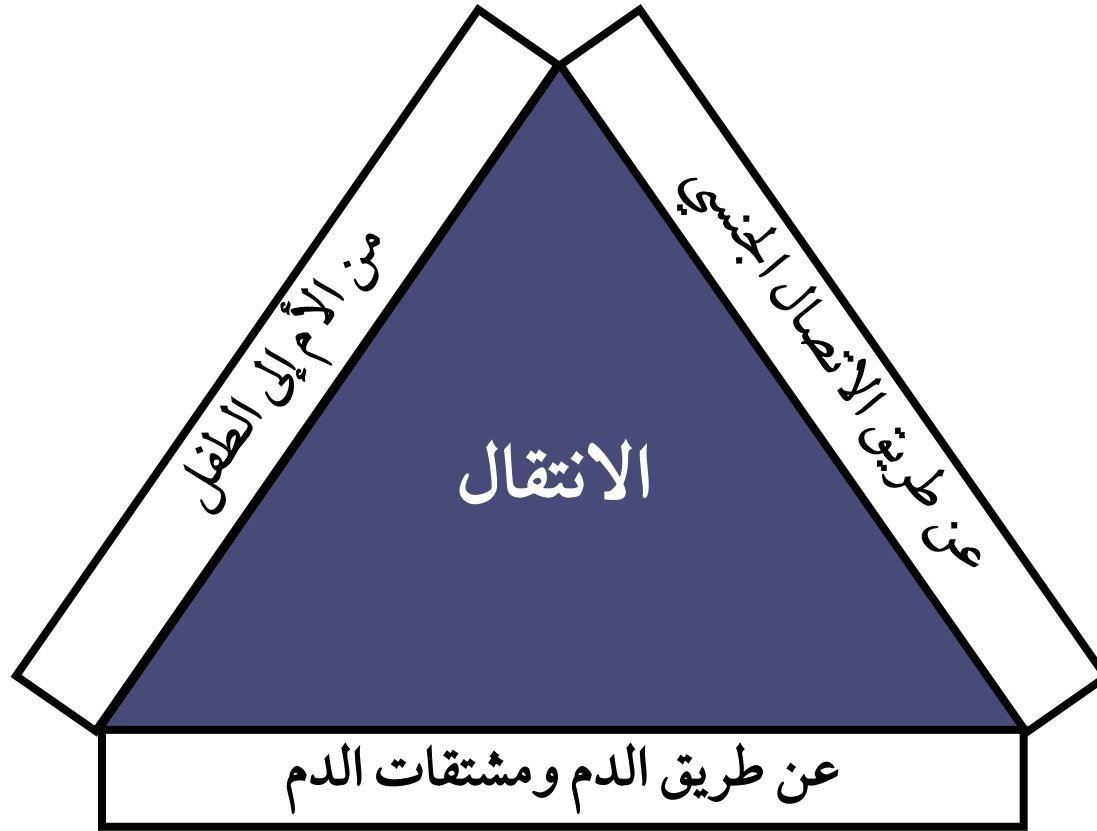 عن طريق الاتصال الجنسي
من الأم إلى الطفل
الانتقال
عن طريق الدم ومشتقات الدم